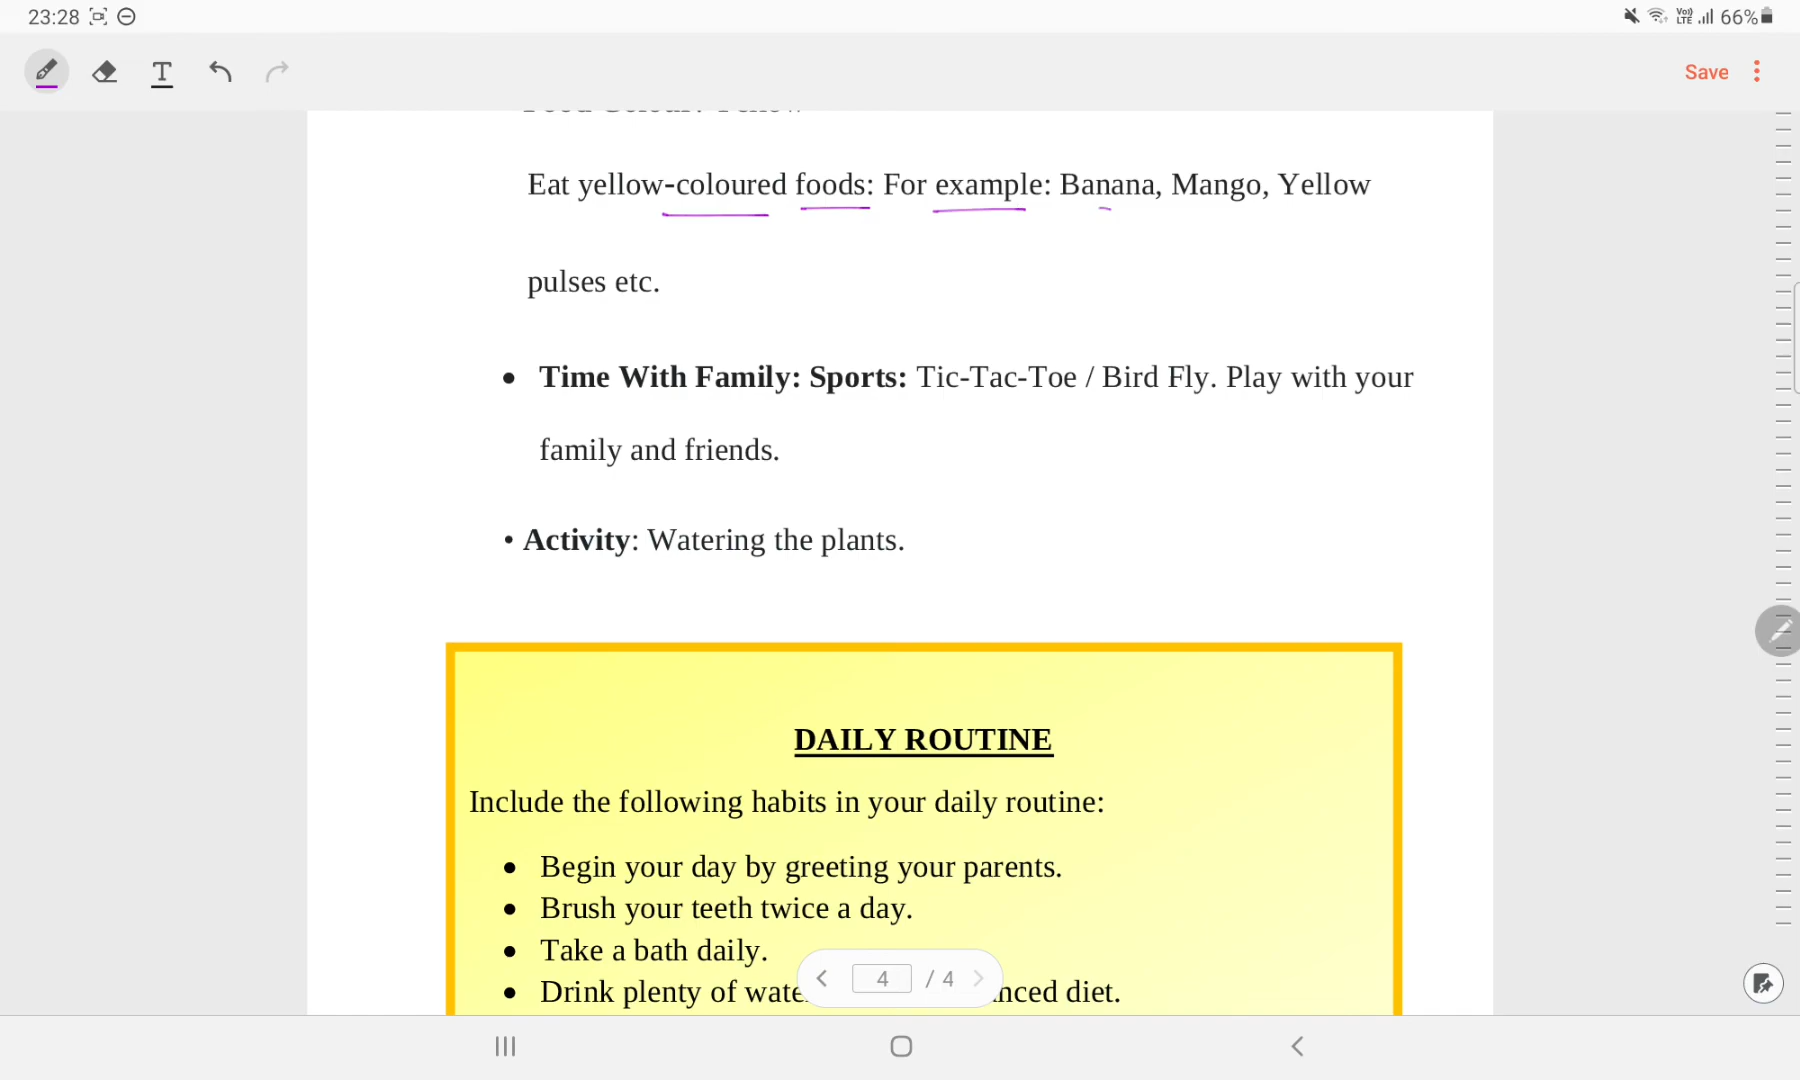 23:28 66%
Save
Food Colour: Yellow
Eat yellow-coloured foods: For example: Banana, Mango, Yellow
pulses etc.
• Time With Family: Sports: Tic-Tac-Toe / Bird Fly. Play with your
family and friends.
• Activity: Watering the plants.
DAILY ROUTINE
Include the following habits in your daily routine:
• Begin your day by greeting your parents.
• Brush your teeth twice a day.
• Take a bath daily.
• Drink plenty of diet.
4 / 4